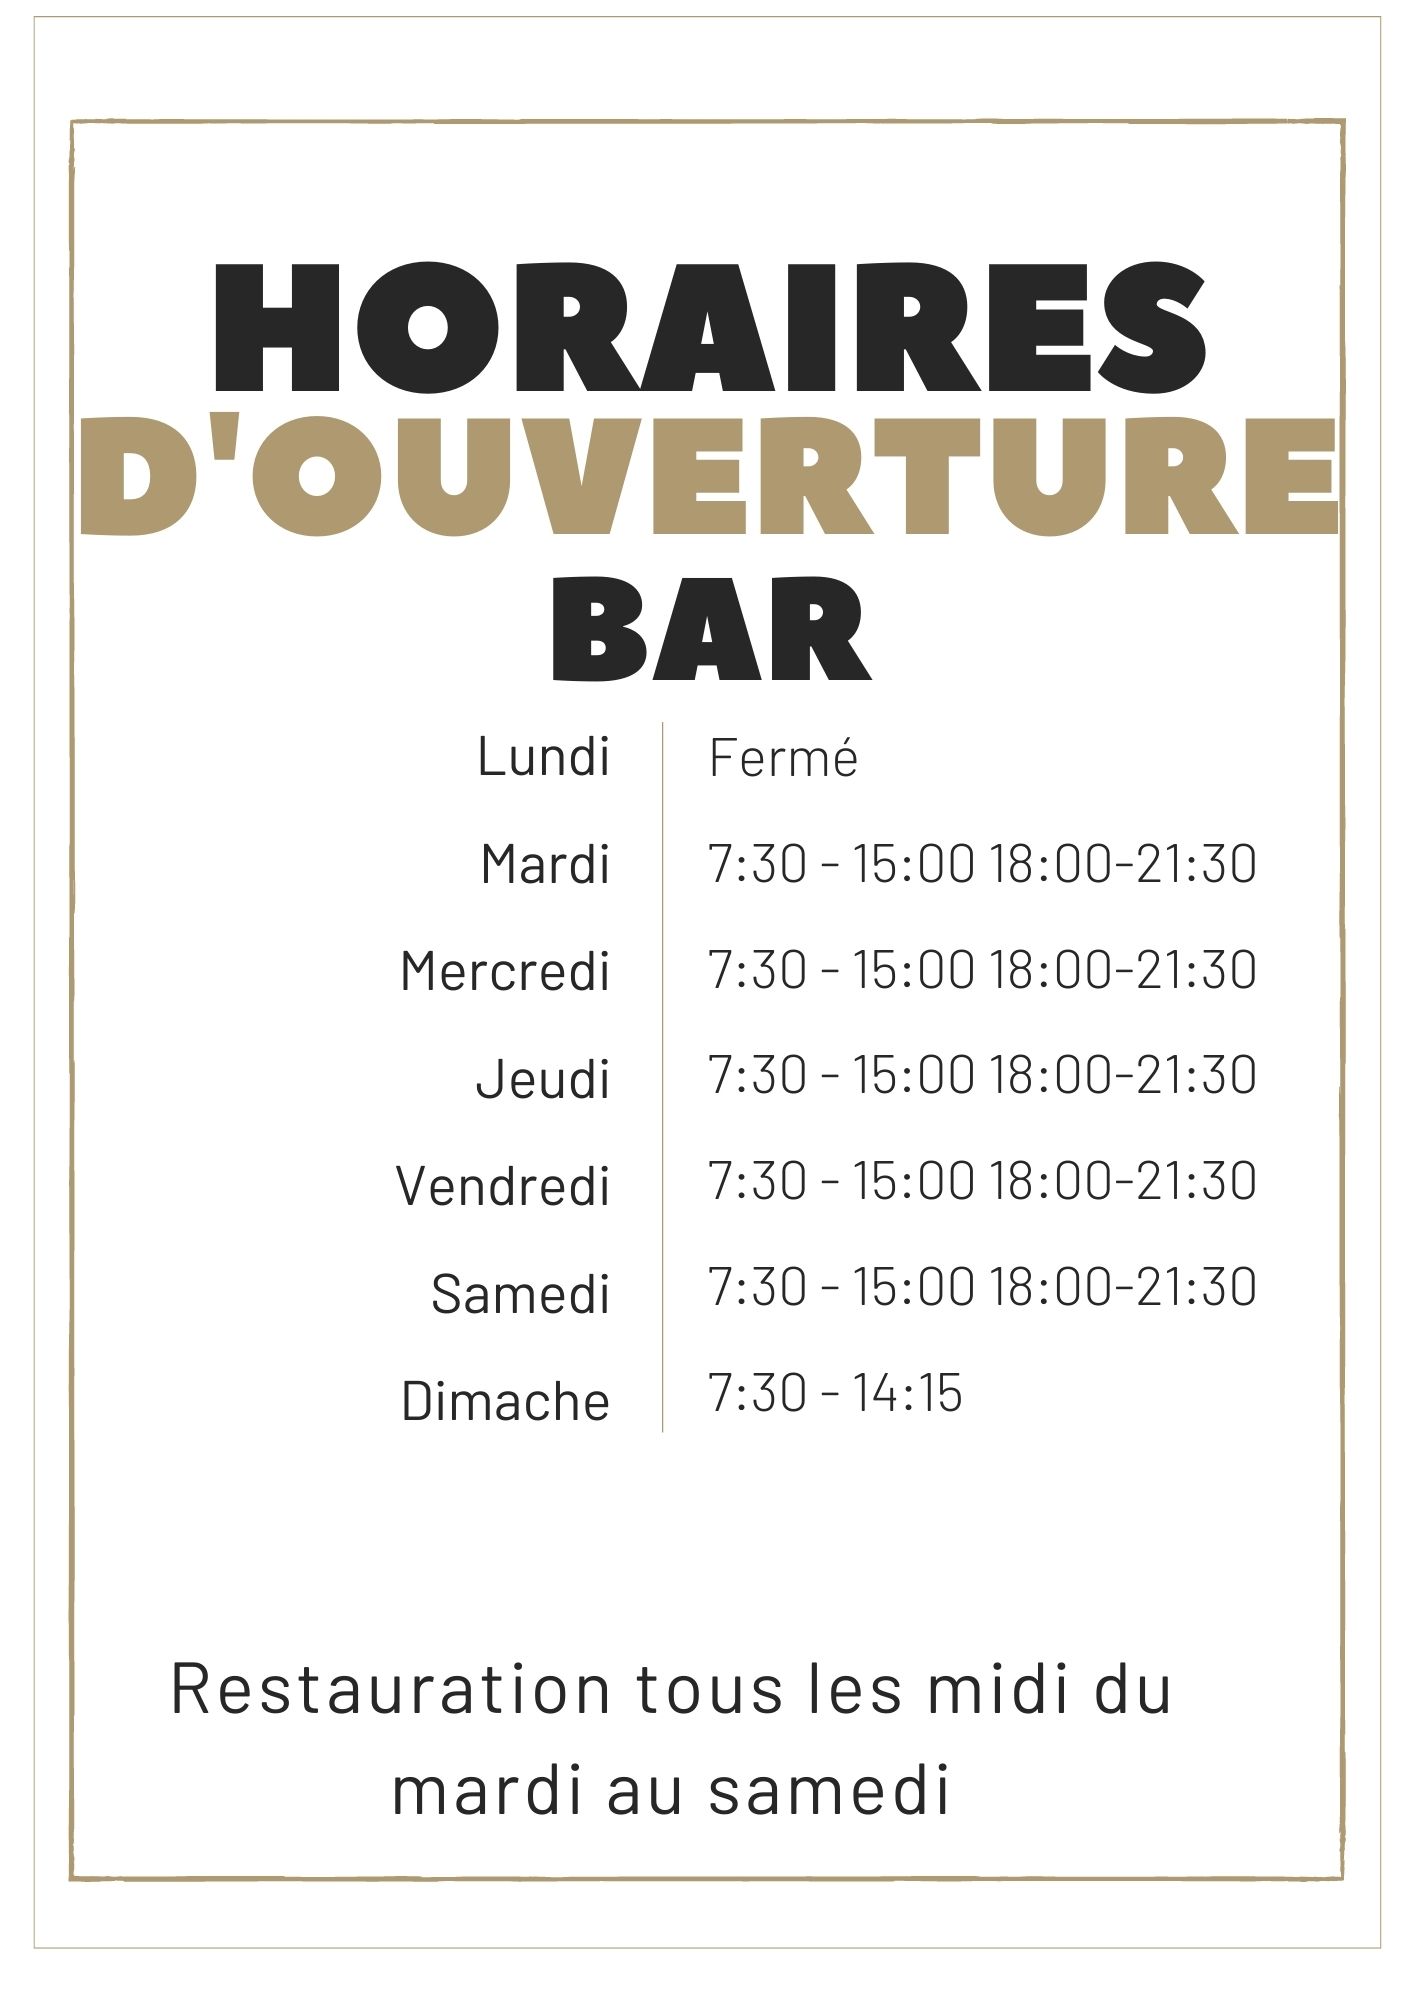 HORAIRES
D'OUVERTURE
BAR
Lundi Fermé
Mardi 7:30 - 15:00 18:00-21:30
Mercredi 7:30 - 15:00 18:00-21:30
Jeudi 7:30 - 15:00 18:00-21:30
Vendredi 7:30 - 15:00 18:00-21:30
Samedi 7:30 - 15:00 18:00-21:30
Dimache 7:30 - 14:15
Restauration tous les midi du
mardi au samedi